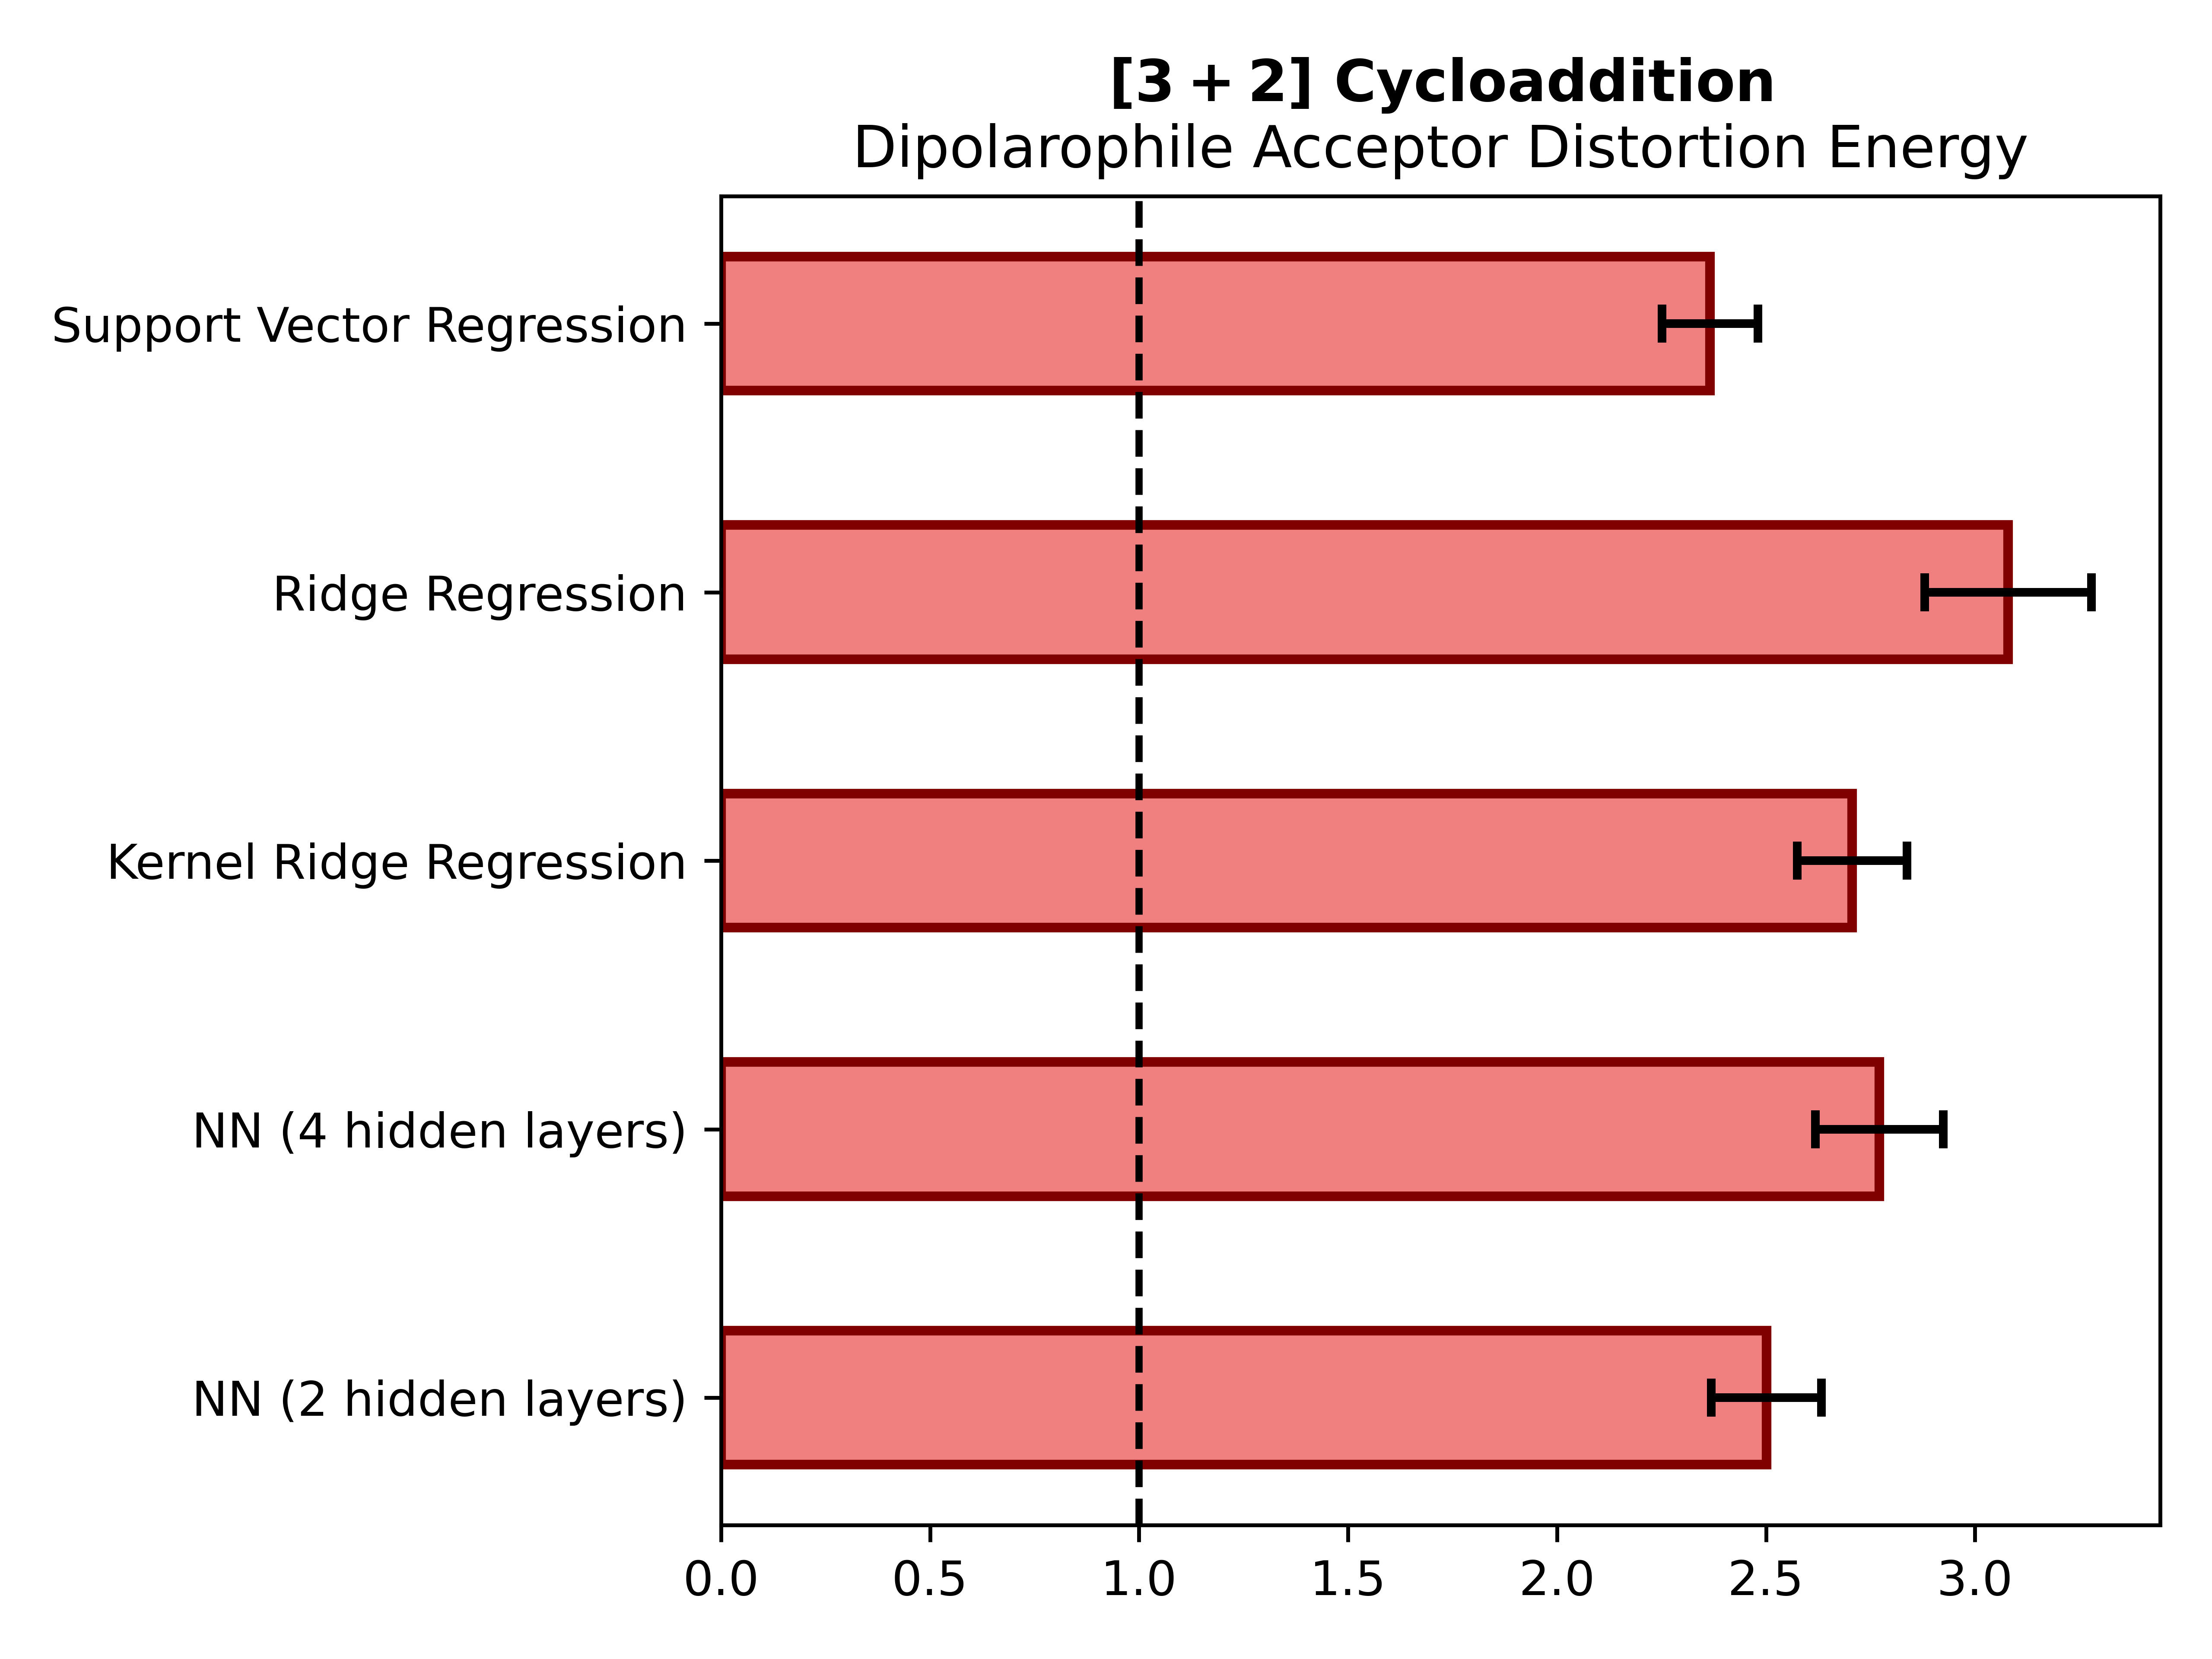 [3 + 2] Cycloaddition
Dipolarophile Acceptor Distortion Energy
Support Vector Regression
Ridge Regression
Kernel Ridge Regression
NN (4 hidden layers)
NN (2 hidden layers)
0.0 0.5 1.0 1.5 2.0 2.5 3.0